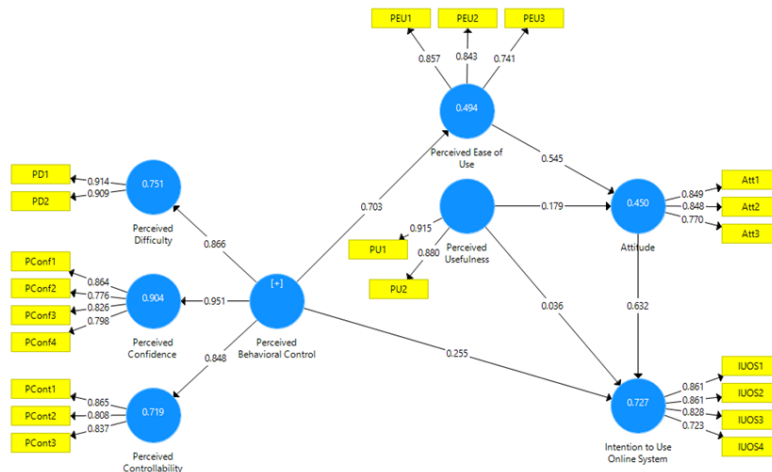 PEU1
PEU2
PEU3
0.857
0.843
0.741
0.494
Perceived Ease of
Use
PD1
PD2
0.914
0.909
0.751
Perceived
Difficulty
0.703
0.545
0.866
PU1
PU2
0.915
0.880
Perceived
Usefulness
0.179
0.450
Attitude
0.849
0.848
0.770
Att1
Att2
Att3
PConf1
PConf2
PConf3
PConf4
0.864
0.776
0.826
0.798
0.904
Perceived
Confidence
0.951
[+]
Perceived
Behavioral Control
0.036
0.632
0.848
0.255
PCont1
PCont2
PCont3
0.865
0.808
0.837
0.719
Perceived
Controllability
0.727
Intention to Use
Online System
0.861
0.861
0.828
0.723
IUOS1
IUOS2
IUOS3
IUOS4